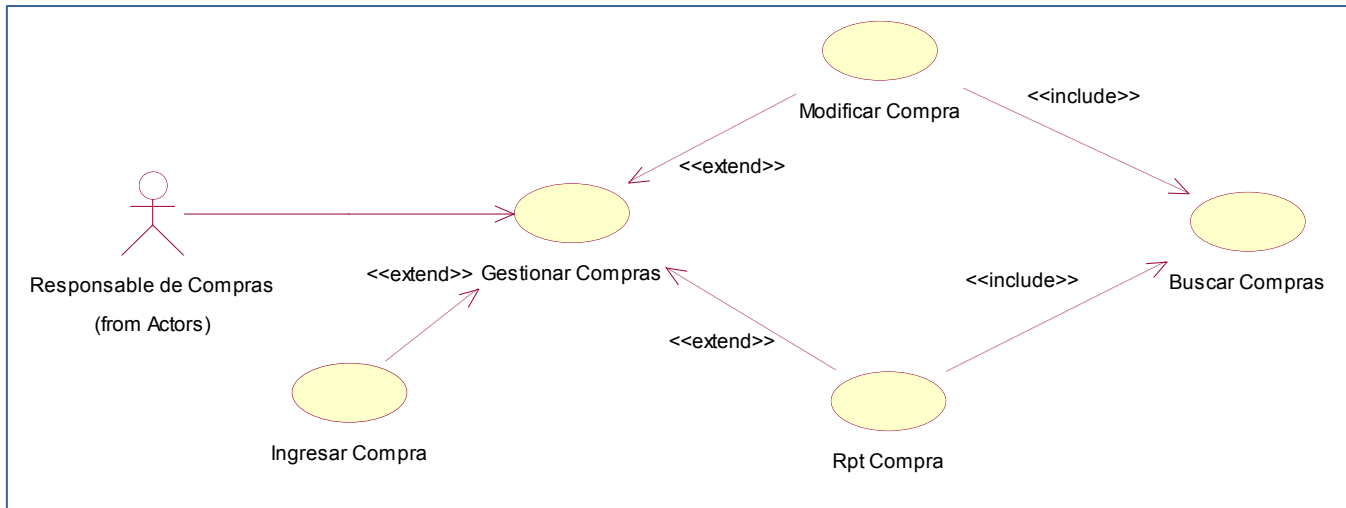 Modificar Compra
<<include>>
<<extend>>
Responsable de Compras
(from Actors)
<<extend>>
Gestionar Compras
<<include>>
Buscar Compras
<<extend>>
Ingresar Compra
Rpt Compra